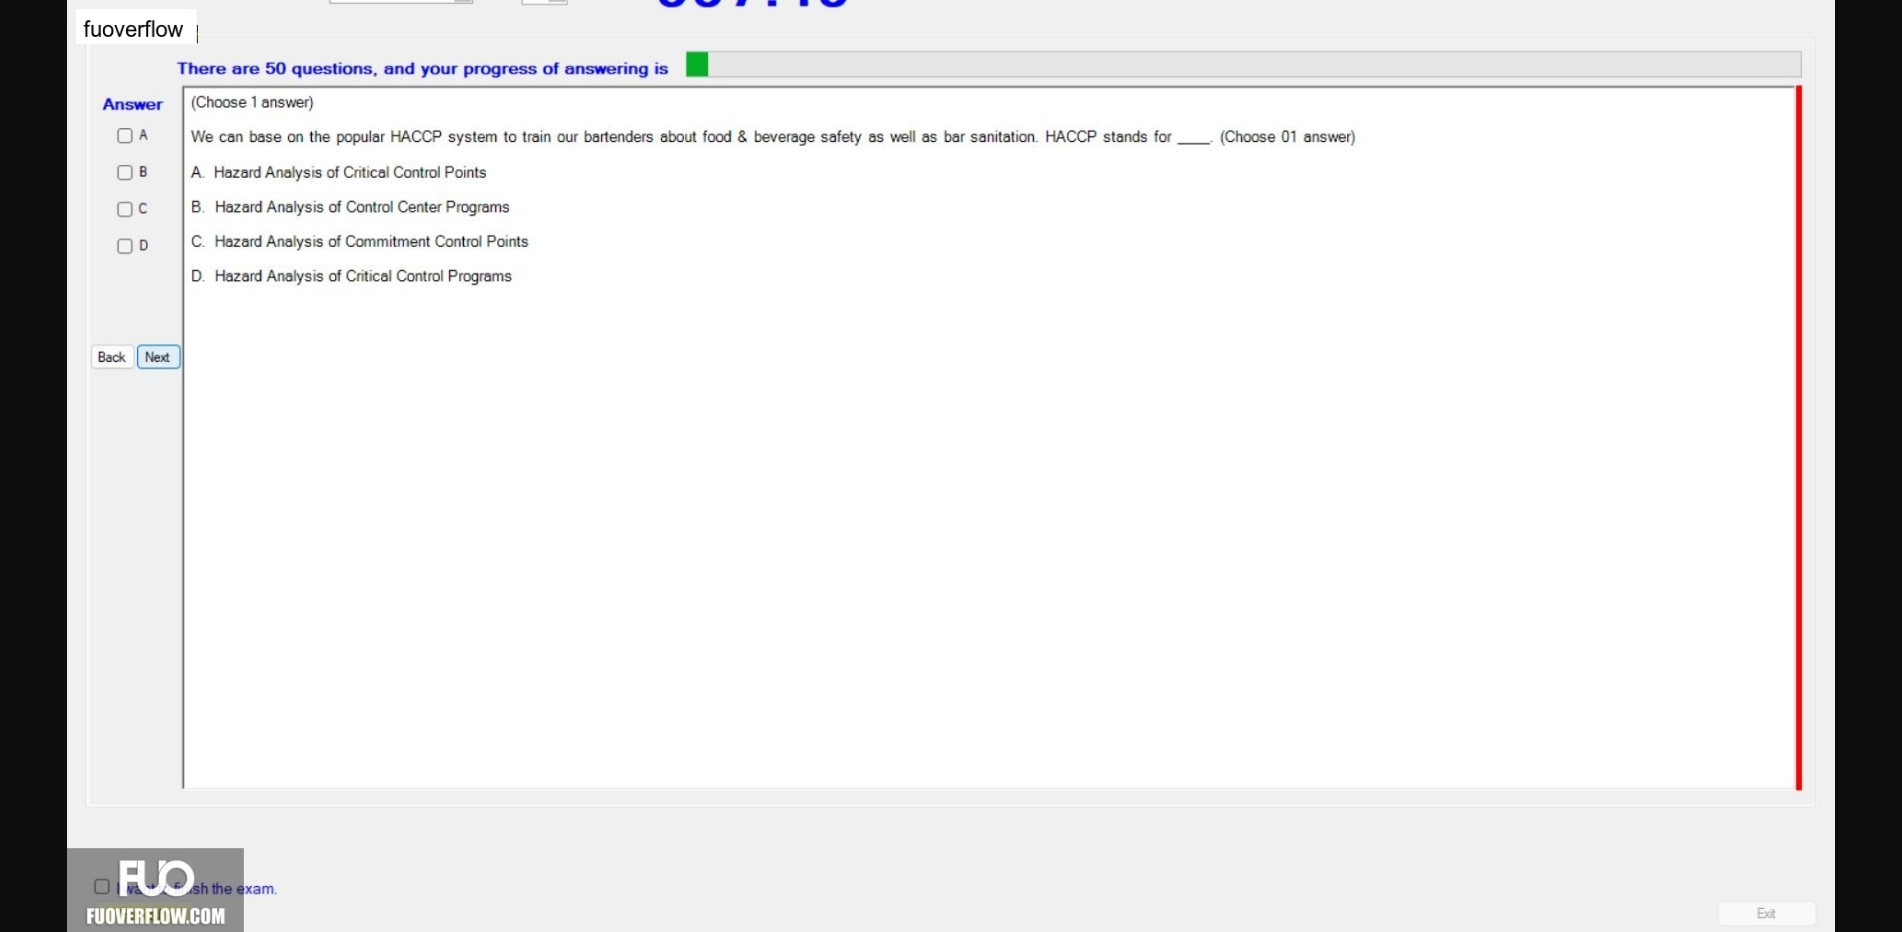 fuoverflow
There are 50 questions, and your progress of answering is
Answer
(Choose 1 answer)
A
We can base on the popular HACCP system to train our bartenders about food & beverage safety as well as bar sanitation. HACCP stands for ____. (Choose 01 answer)
B
A. Hazard Analysis of Critical Control Points
C
B. Hazard Analysis of Control Center Programs
D
C. Hazard Analysis of Commitment Control Points
D. Hazard Analysis of Critical Control Programs
Back Next
FUO
sh the exam.
FUOVERFLOW.COM
Exit